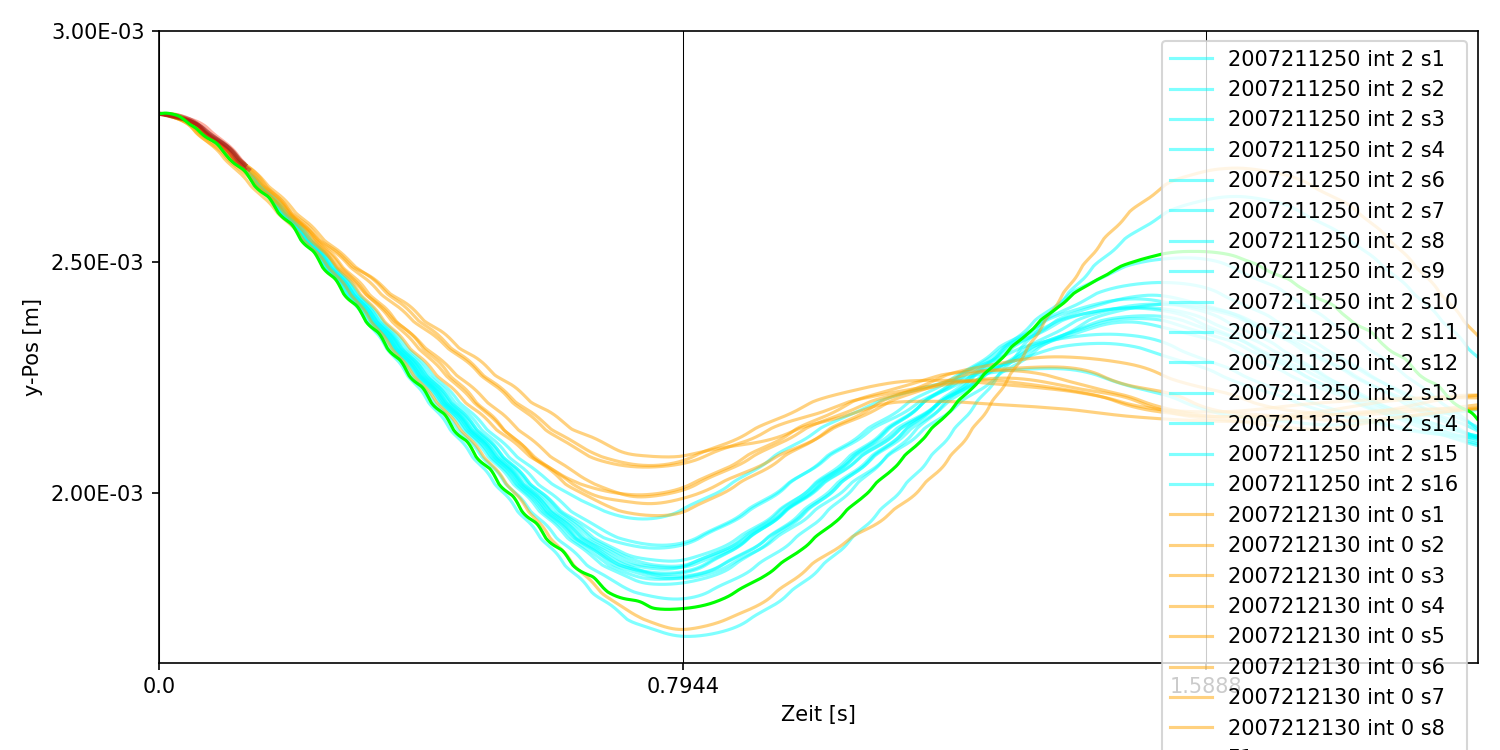 3.00E-03
2.50E-03
2.00E-03
y-Pos [m]
0.0
0.7944
1.5888
Zeit [s]
2007211250 int 2 s1
2007211250 int 2 s2
2007211250 int 2 s3
2007211250 int 2 s4
2007211250 int 2 s6
2007211250 int 2 s7
2007211250 int 2 s8
2007211250 int 2 s9
2007211250 int 2 s10
2007211250 int 2 s11
2007211250 int 2 s12
2007211250 int 2 s13
2007211250 int 2 s14
2007211250 int 2 s15
2007211250 int 2 s16
2007212130 int 0 s1
2007212130 int 0 s2
2007212130 int 0 s3
2007212130 int 0 s4
2007212130 int 0 s5
2007212130 int 0 s6
2007212130 int 0 s7
2007212130 int 0 s8